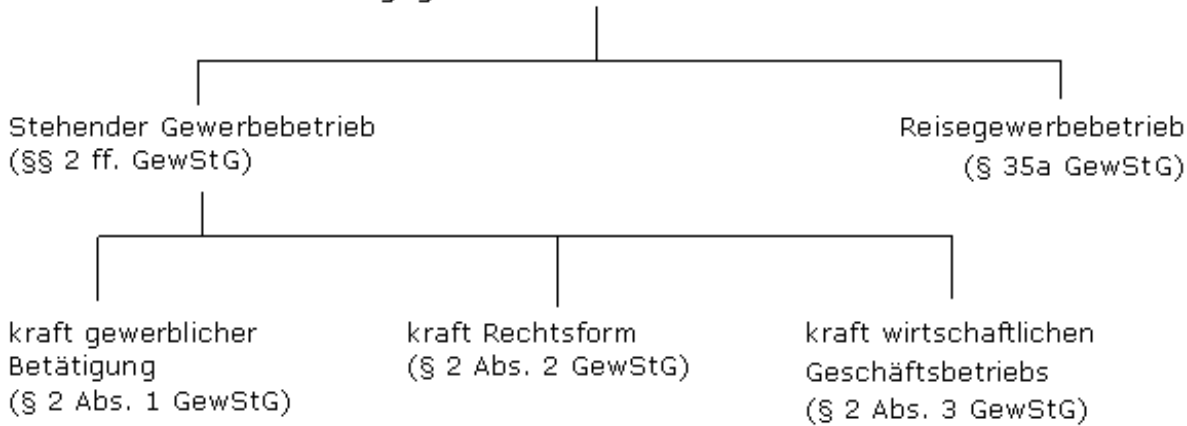 Stehender Gewerbebetrieb
(§§ 2 ff. GewStG)
Reisegewerbebetrieb
(§ 35a GewStG)
kraft gewerblicher
Betätigung
(§ 2 Abs. 1 GewStG)
kraft Rechtsform
(§ 2 Abs. 2 GewStG)
kraft wirtschaftlichen
Geschäftsbetriebs
(§ 2 Abs. 3 GewStG)